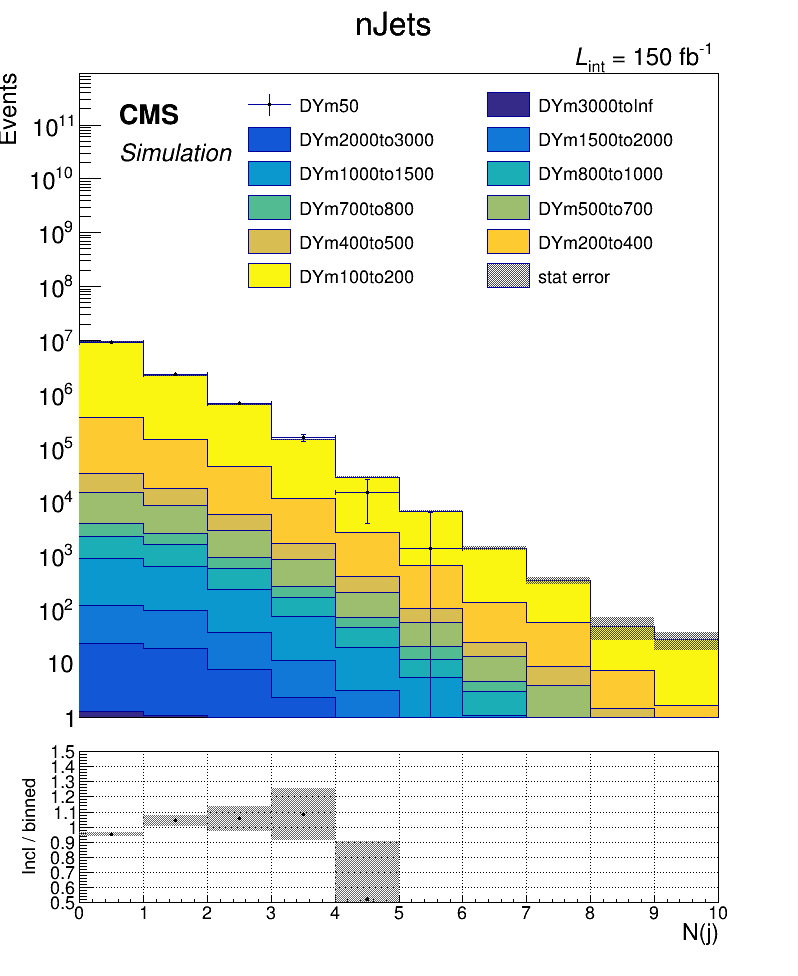 nJets
L_int = 150 fb^-1
Events
CMS
Simulation
DYm50
DYm3000toInf
DYm2000to3000
DYm1500to2000
DYm1000to1500
DYm800to1000
DYm700to800
DYm500to700
DYm400to500
DYm200to400
DYm100to200
stat error
10^11
10^10
10^9
10^8
10^7
10^6
10^5
10^4
10^3
10^2
10
1
Incl / binned
1.5
1.4
1.3
1.2
1.1
1
0.9
0.8
0.7
0.6
0.5
0 1 2 3 4 5 6 7 8 9 10
N(j)